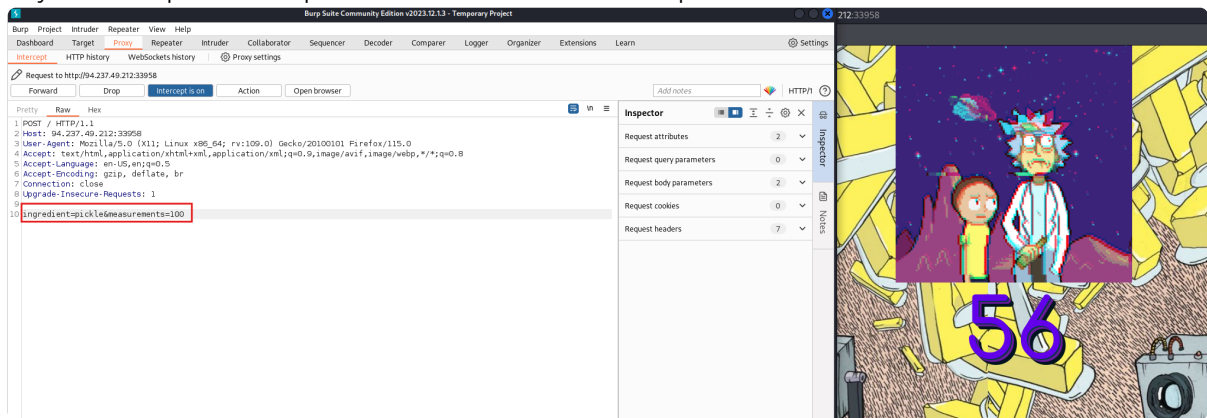 Burp Suite Community Edition v2023.12.1.3 - Temporary Project
212:33958
Burp Project Intruder Repeater View Help
Dashboard Target Proxy Repeater Intruder Collaborator Sequencer Decoder Comparer Logger Organizer Extensions Learn Settings
Intercept HTTP history WebSockets history Proxy settings
Request to http://94.237.49.212:33958
Forward Drop Intercept is on Action Open browser Add notes HTTP/1
Pretty Raw Hex \n
Inspector
1 POST / HTTP/1.1
2 Host: 94.237.49.212:33958
3 User-Agent: Mozilla/5.0 (X11; Linux x86_64; rv:109.0) Gecko/20100101 Firefox/115.0
4 Accept: text/html,application/xhtml+xml,application/xml;q=0.9,image/avif,image/webp,*/*;q=0.8
5 Accept-Language: en-US,en;q=0.5
6 Accept-Encoding: gzip, deflate, br
7 Connection: close
8 Upgrade-Insecure-Requests: 1
9
10 ingredient=pickle&measurements=100
Request attributes 2
Request query parameters 0
Request body parameters 2
Request cookies 0
Request headers 7
Inspector
Notes
56